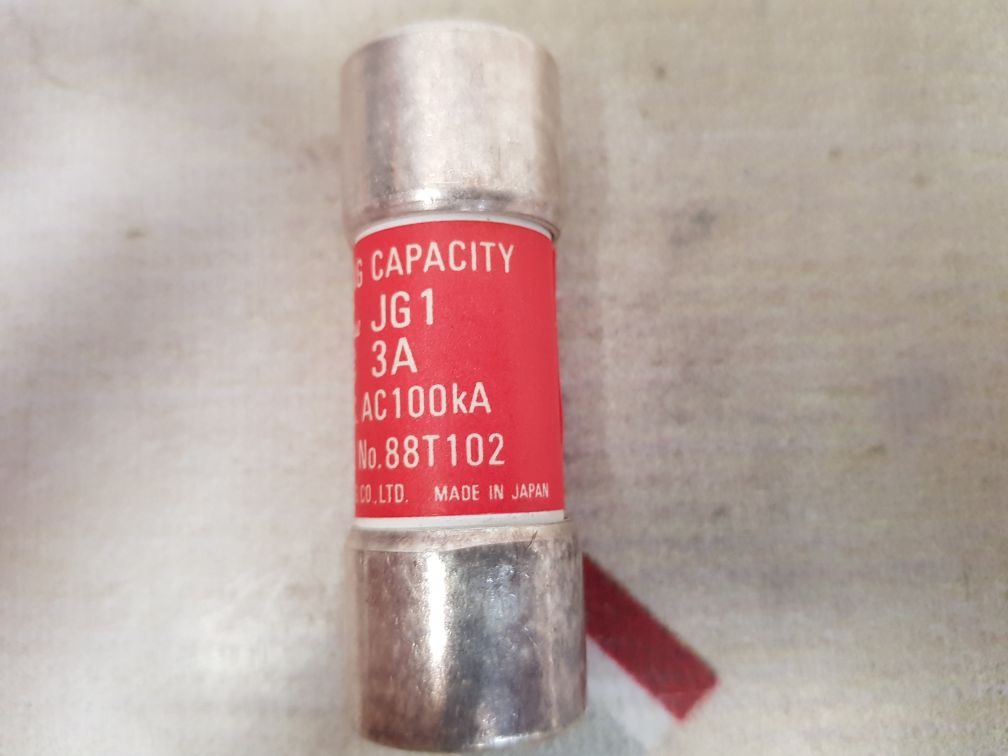 CAPACITY
JG1
3A
AC100kA
No.88T102
CO.,LTD. MADE IN JAPAN